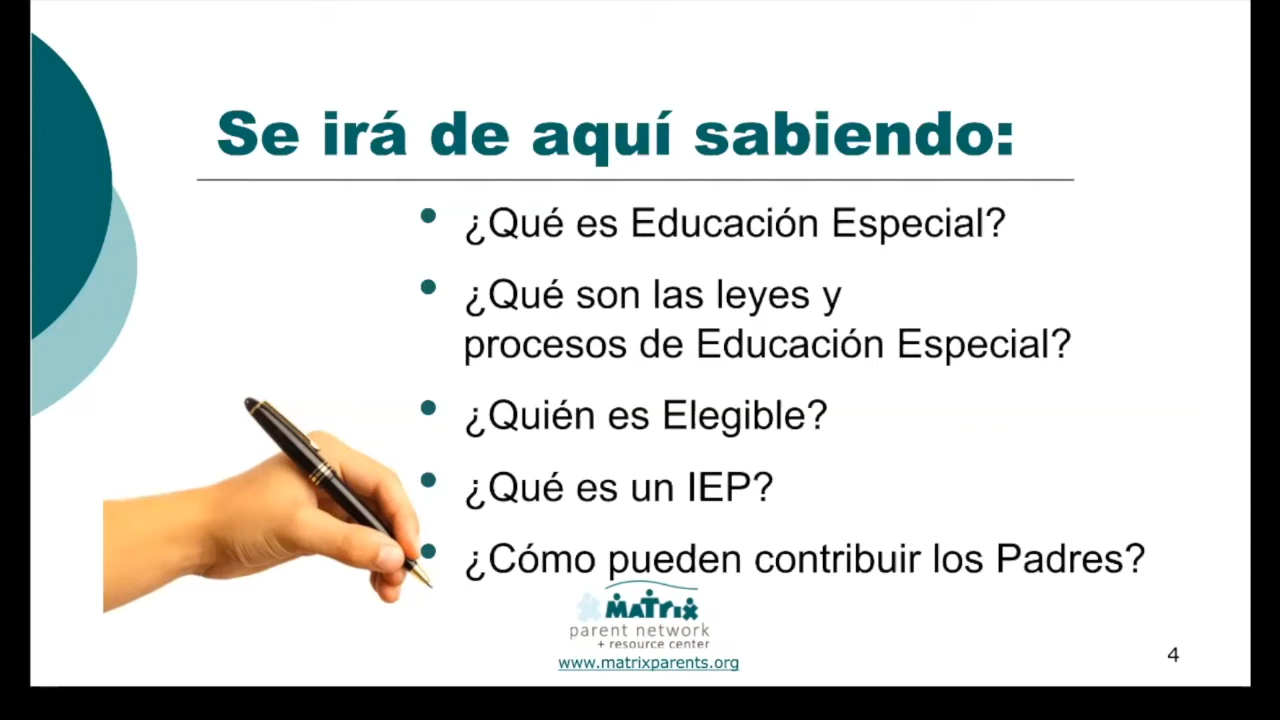 Se irá de aquí sabiendo:
• ¿Qué es Educación Especial?
• ¿Qué son las leyes y
procesos de Educación Especial?
• ¿Quién es Elegible?
• ¿Qué es un IEP?
• ¿Cómo pueden contribuir los Padres?
MATRIX
parent network
+ resource center
www.matrixparents.org
4